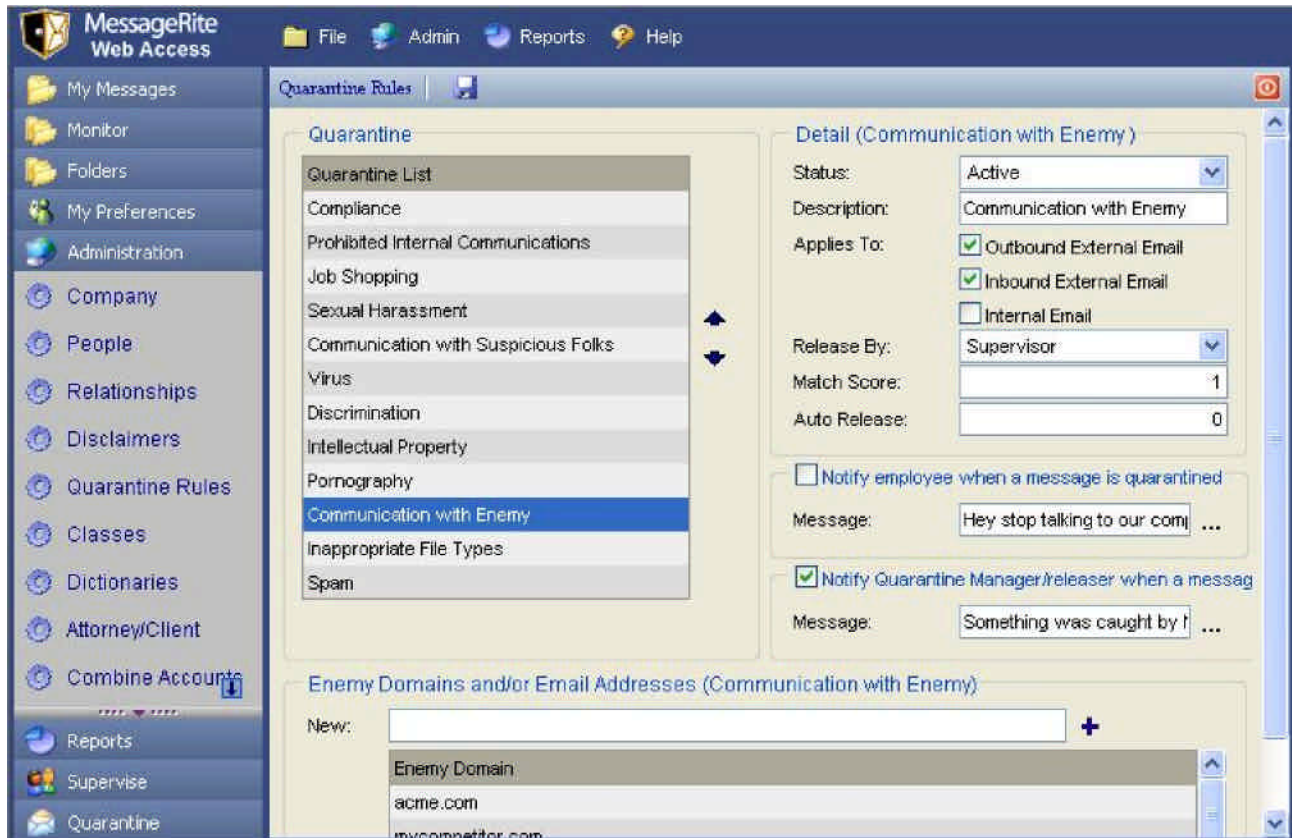 MessageRite
Web Access
File Admin Reports Help
My Messages
Monitor
Folders
My Preferences
Administration
Company
People
Relationships
Disclaimers
Quarantine Rules
Classes
Dictionaries
Attorney/Client
Combine Accounts
Reports
Supervise
Quarantine
Quarantine Rules
Quarantine
Quarantine List
Compliance
Prohibited Internal Communications
Job Shopping
Sexual Harassment
Communication with Suspicious Folks
Virus
Discrimination
Intellectual Property
Pornography
Communication with Enemy
Inappropriate File Types
Spam
Detail (Communication with Enemy )
Status: Active
Description: Communication with Enemy
Applies To: Outbound External Email
Inbound External Email
Internal Email
Release By: Supervisor
Match Score: 1
Auto Release: 0
Notify employee when a message is quarantined
Message: Hey stop talking to our com ...
Notify Quarantine Manager/releaser when a messag
Message: Something was caught by ...
Enemy Domains and/or Email Addresses (Communication with Enemy)
New:
Enemy Domain
acme.com
mycompetitor.com